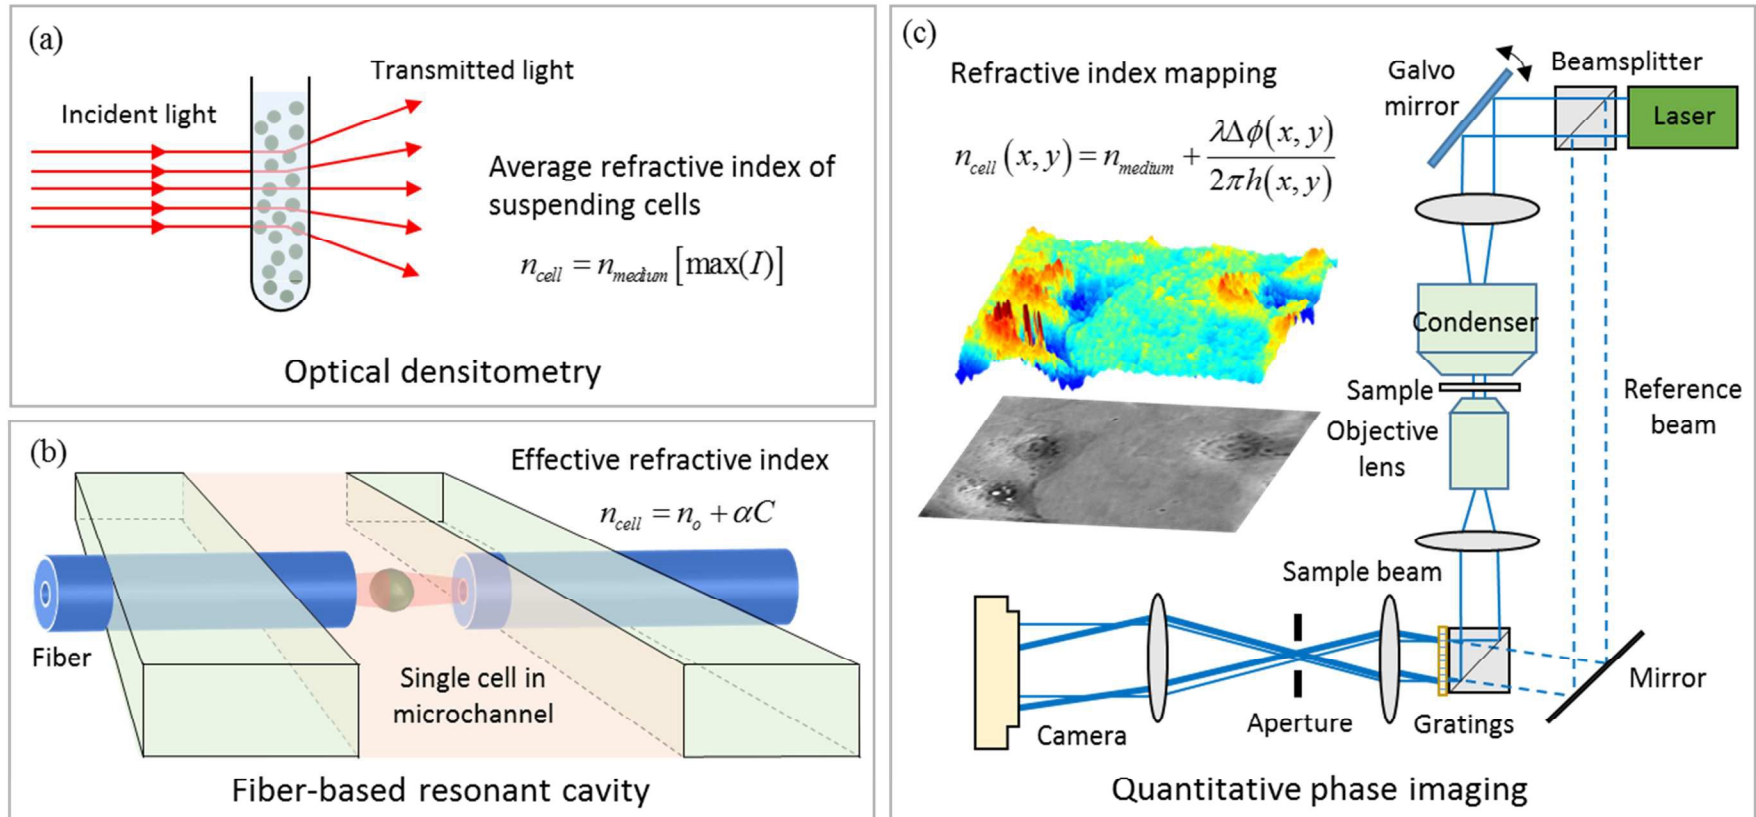 (a)
Transmitted light
Incident light
Average refractive index of
suspending cells
n_cell = n_medium [max(I)]
Optical densitometry
(b)
Effective refractive index
n_cell = n_o + αC
Fiber
Single cell in
microchannel
Fiber-based resonant cavity
(c)
Refractive index mapping
n_cell (x, y) = n_medium + λΔϕ(x, y) / 2πh(x, y)
Galvo
mirror
Beamsplitter
Laser
Condenser
Sample
Objective
lens
Reference
beam
Sample beam
Camera
Aperture
Gratings
Mirror
Quantitative phase imaging